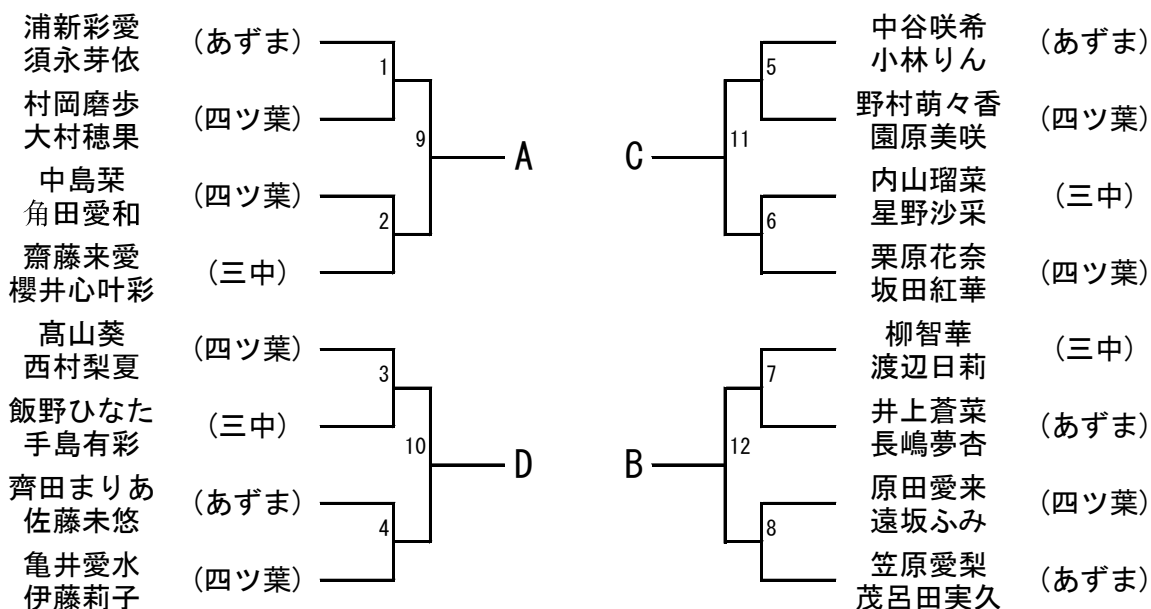 浦新彩愛
須永芽依
(あずま)
1
村岡磨歩
大村穂果
(四ツ葉)
9
A
中島栞
角田愛和
(四ツ葉)
2
齋藤来愛
櫻井心叶彩
(三中)
髙山葵
西村梨夏
(四ツ葉)
3
飯野ひなた
手島有彩
(三中)
10
D
齊田まりあ
佐藤未悠
(あずま)
4
亀井愛水
伊藤莉子
(四ツ葉)
中谷咲希
小林りん
(あずま)
5
野村萌々香
園原美咲
(四ツ葉)
C
11
内山瑠菜
星野沙采
(三中)
6
栗原花奈
坂田紅華
(四ツ葉)
柳智華
渡辺日莉
(三中)
7
井上蒼菜
長嶋夢杏
(あずま)
B
12
原田愛来
遠坂ふみ
(四ツ葉)
8
笠原愛梨
茂呂田実久
(あずま)